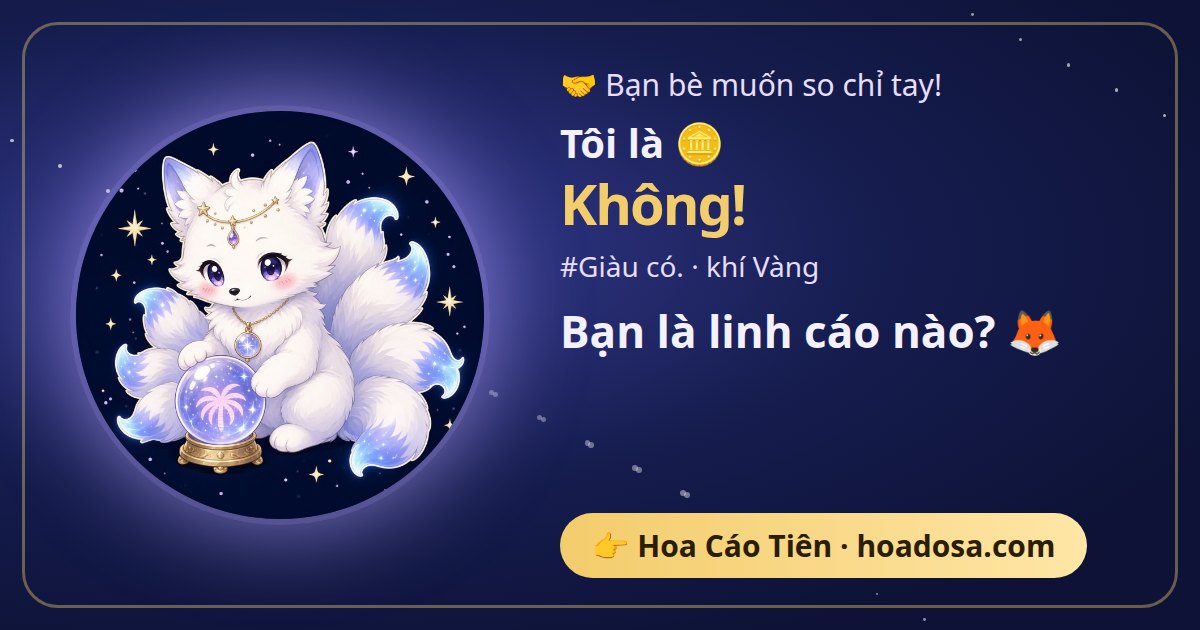 🤝 Bạn bè muốn so chỉ tay!
Tôi là 🪙
Không!
#Giàu có. · khí Vàng
Bạn là linh cáo nào? 🦊
👉 Hoa Cáo Tiên · hoadosa.com